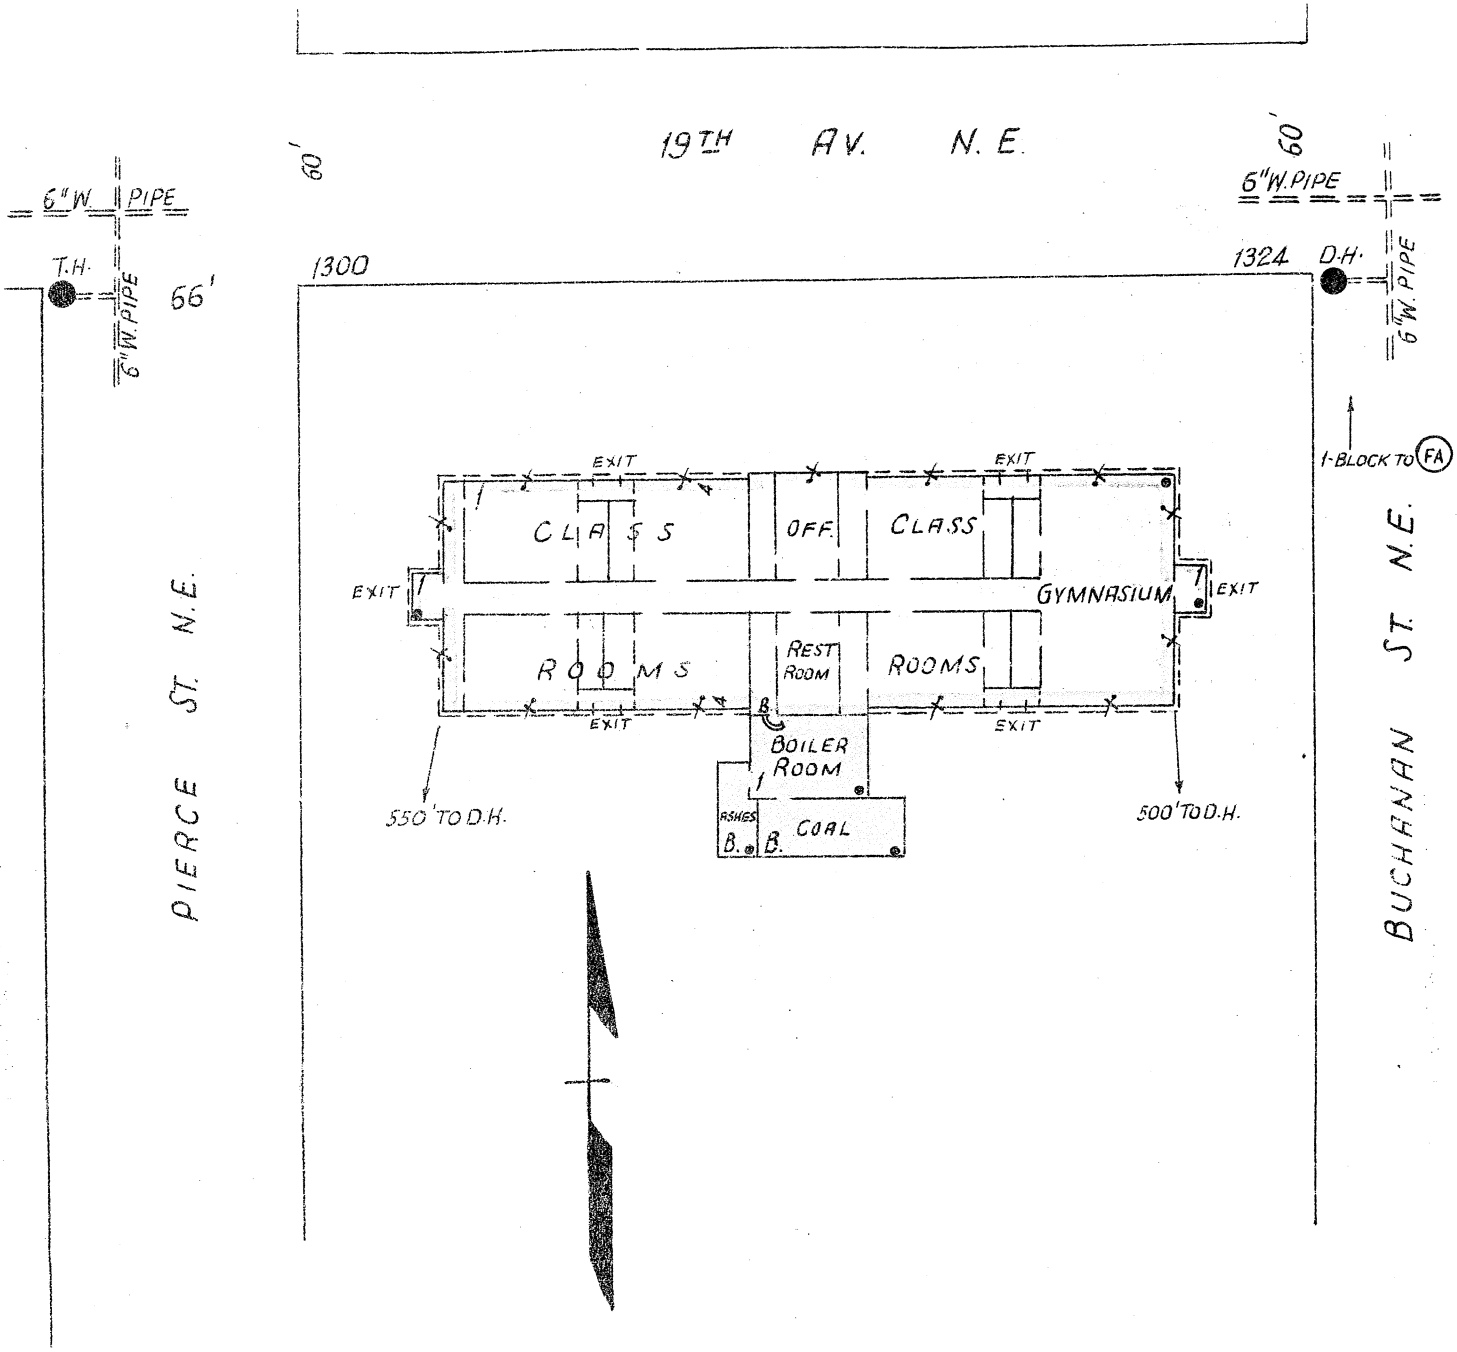 19TH AV. N. E.
60'
60'
6" W. PIPE
6" W. PIPE
T.H.
6" W. PIPE
66'
1300
1324
D.H.
6" W. PIPE
1-BLOCK TO FA
EXIT
EXIT
1
4
CLASS
OFF.
CLASS
EXIT
1
GYMNASIUM
1
EXIT
ROOMS
REST
ROOM
ROOMS
4
EXIT
B.
EXIT
BOILER
ROOM
1
550' TO D.H.
500' TO D.H.
ASHES
B.
B.
COAL
PIERCE ST. N.E.
BUCHANAN ST. N.E.